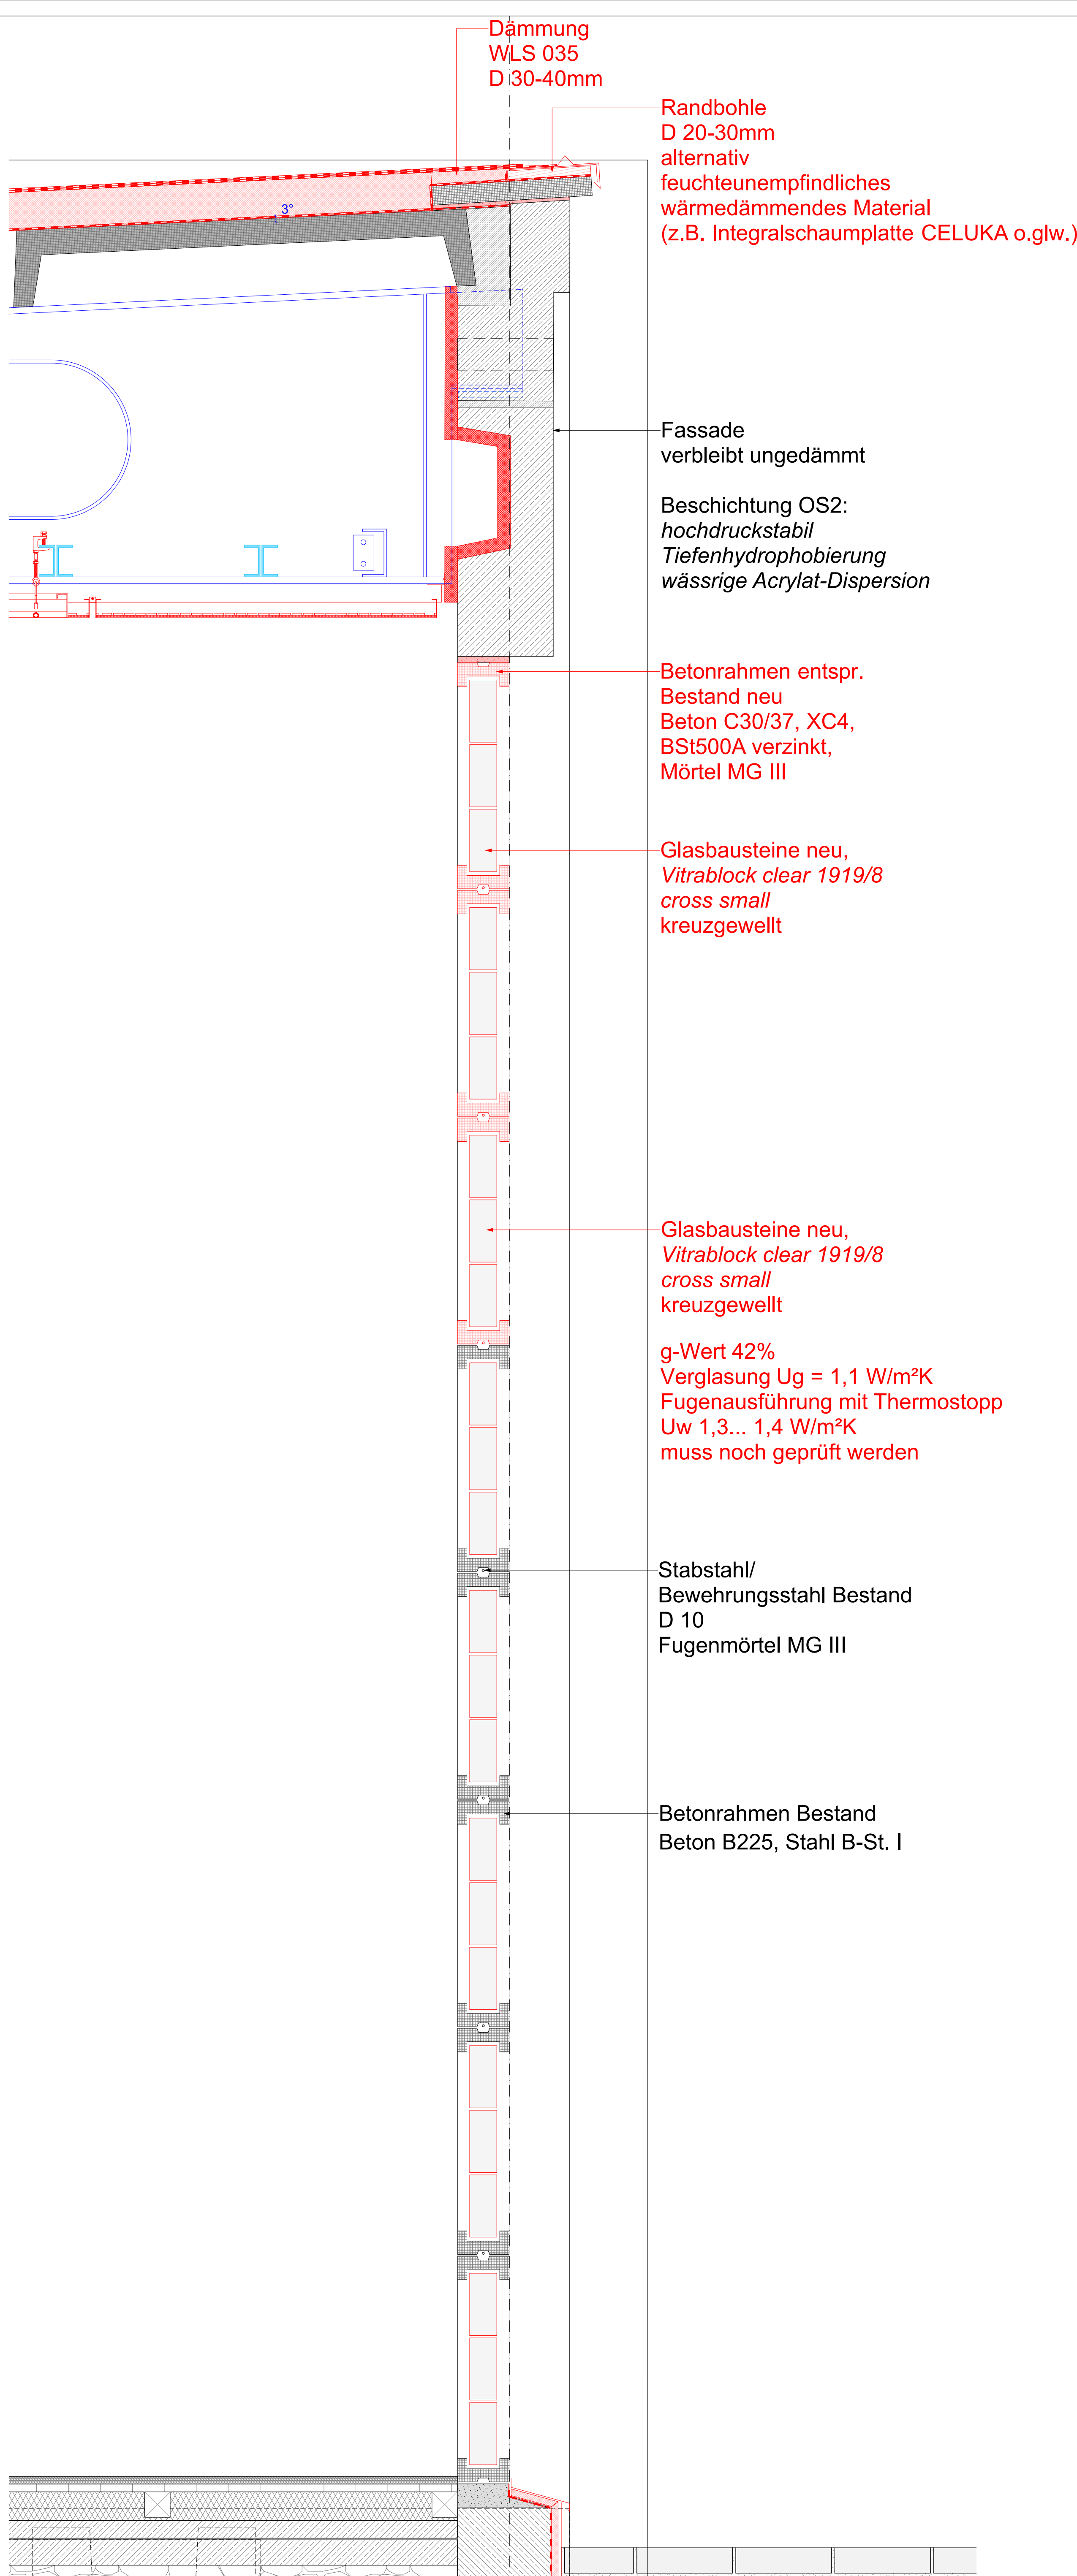 Dämmung
WLS 035
D 30-40mm
Randbohle
D 20-30mm
alternativ
feuchteunempfindliches
wärmedämmendes Material
(z.B. Integralschaumplatte CELUKA o.glw.)
3°
Fassade
verbleibt ungedämmt
Beschichtung OS2:
hochdruckstabil
Tiefenhydrophobierung
wässrige Acrylat-Dispersion
Betonrahmen entspr.
Bestand neu
Beton C30/37, XC4,
BSt500A verzinkt,
Mörtel MG III
Glasbausteine neu,
Vitrablock clear 1919/8
cross small
kreuzgewellt
Glasbausteine neu,
Vitrablock clear 1919/8
cross small
kreuzgewellt
g-Wert 42%
Verglasung Ug = 1,1 W/m²K
Fugenausführung mit Thermostopp
Uw 1,3... 1,4 W/m²K
muss noch geprüft werden
Stabstahl/
Bewehrungsstahl Bestand
D 10
Fugenmörtel MG III
Betonrahmen Bestand
Beton B225, Stahl B-St. I